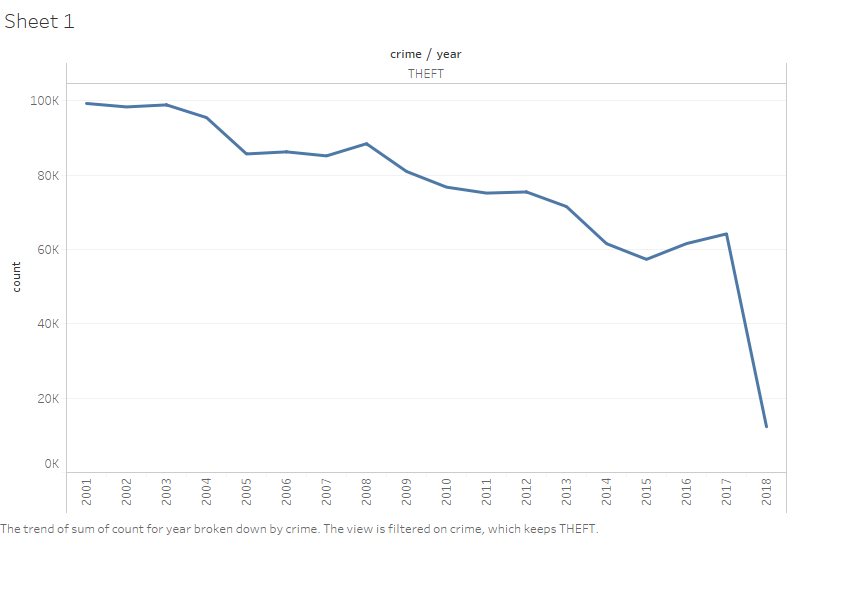 Sheet 1
crime / year
THEFT
100K
80K
60K
40K
20K
0K
count
2001 2002 2003 2004 2005 2006 2007 2008 2009 2010 2011 2012 2013 2014 2015 2016 2017 2018
The trend of sum of count for year broken down by crime. The view is filtered on crime, which keeps THEFT.